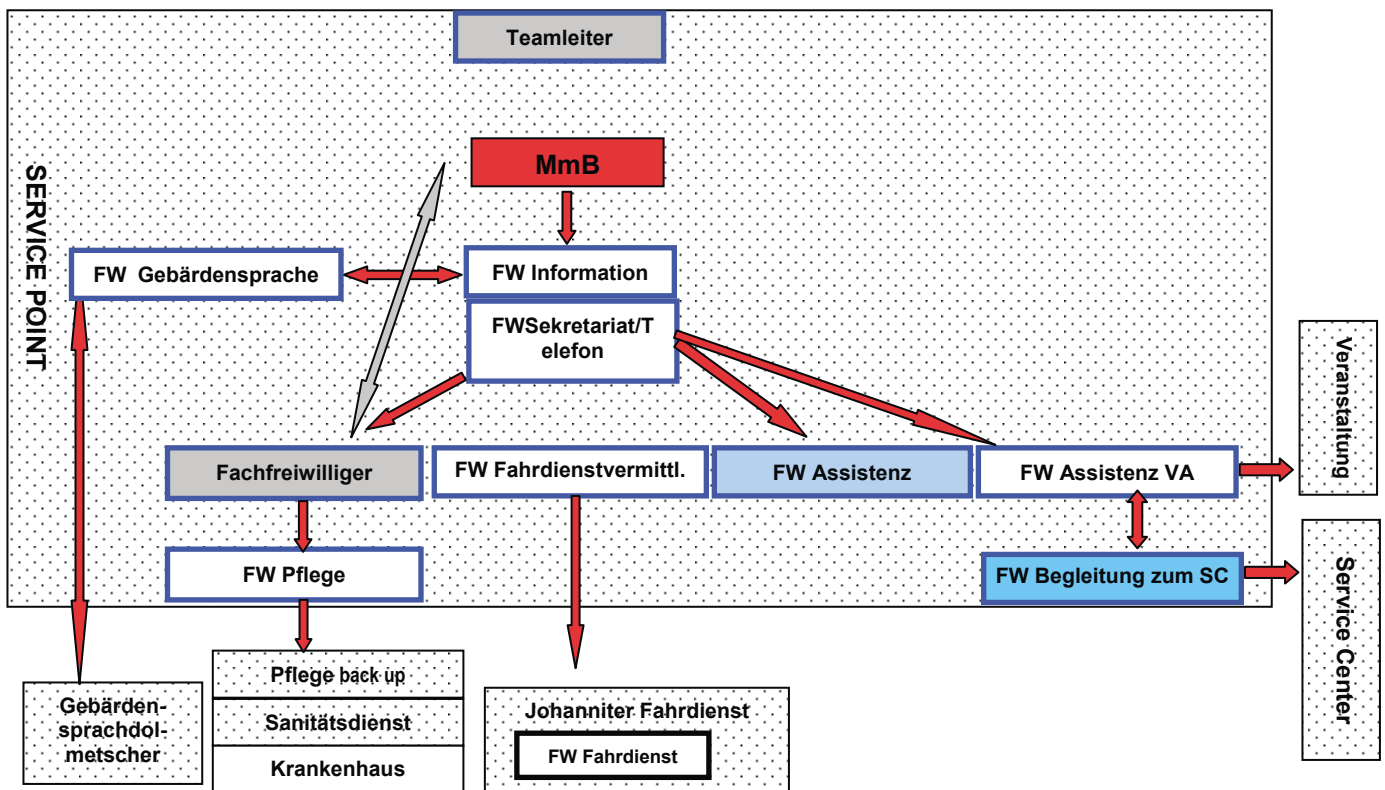 Teamleiter
SERVICE POINT
MmB
FW Gebärdensprache
FW Information
FWSekretariat/T
elefon
Veranstaltung
Fachfreiwilliger
FW Fahrdienstvermittl.
FW Assistenz
FW Assistenz VA
FW Pflege
FW Begleitung zum SC
Service Center
Gebärden-
sprachdol-
metscher
Pflege back up
Sanitätsdienst
Krankenhaus
Johanniter Fahrdienst
FW Fahrdienst